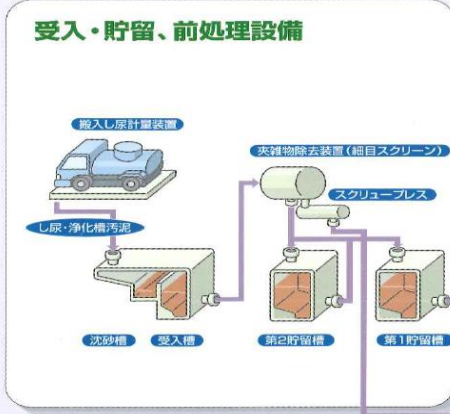 受入・貯留、前処理設備
搬入し尿計量装置
夾雑物除去装置(細目スクリーン)
スクリュープレス
し尿・浄化槽汚泥
沈砂槽
受入槽
第2貯留槽
第1貯留槽